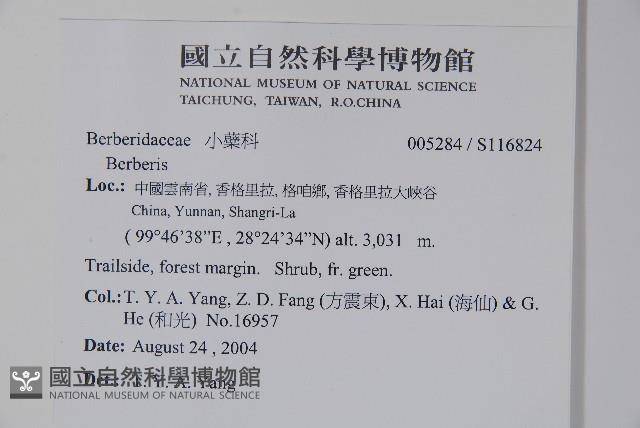 國立自然科學博物館
NATIONAL MUSEUM OF NATURAL SCIENCE
TAICHUNG, TAIWAN, R.O.CHINA
Berberidaceae 小蘗科 005284 / S116824
Berberis
Loc.: 中國雲南省, 香格里拉, 格咱鄉, 香格里拉大峽谷
China, Yunnan, Shangri-La
( 99°46'38"E , 28°24'34"N) alt. 3,031 m.
Trailside, forest margin. Shrub, fr. green.
Col.: T. Y. A. Yang, Z. D. Fang (方震東), X. Hai (海仙) & G.
He (和光) No.16957
Date: August 24 , 2004
Det.: T. Y. A. Yang
國立自然科學博物館
NATIONAL MUSEUM OF NATURAL SCIENCE